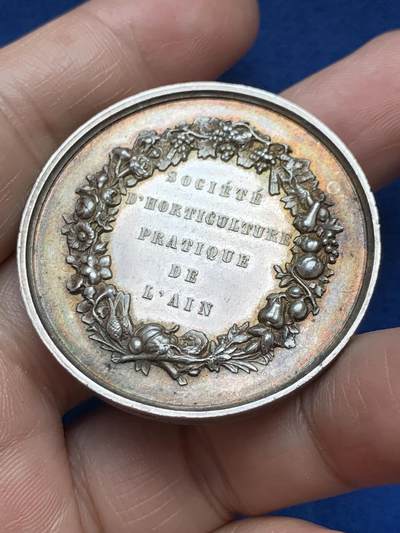 SOCIÉTÉ
D'HORTICULTURE
PRATIQUE
DE
L'AIN